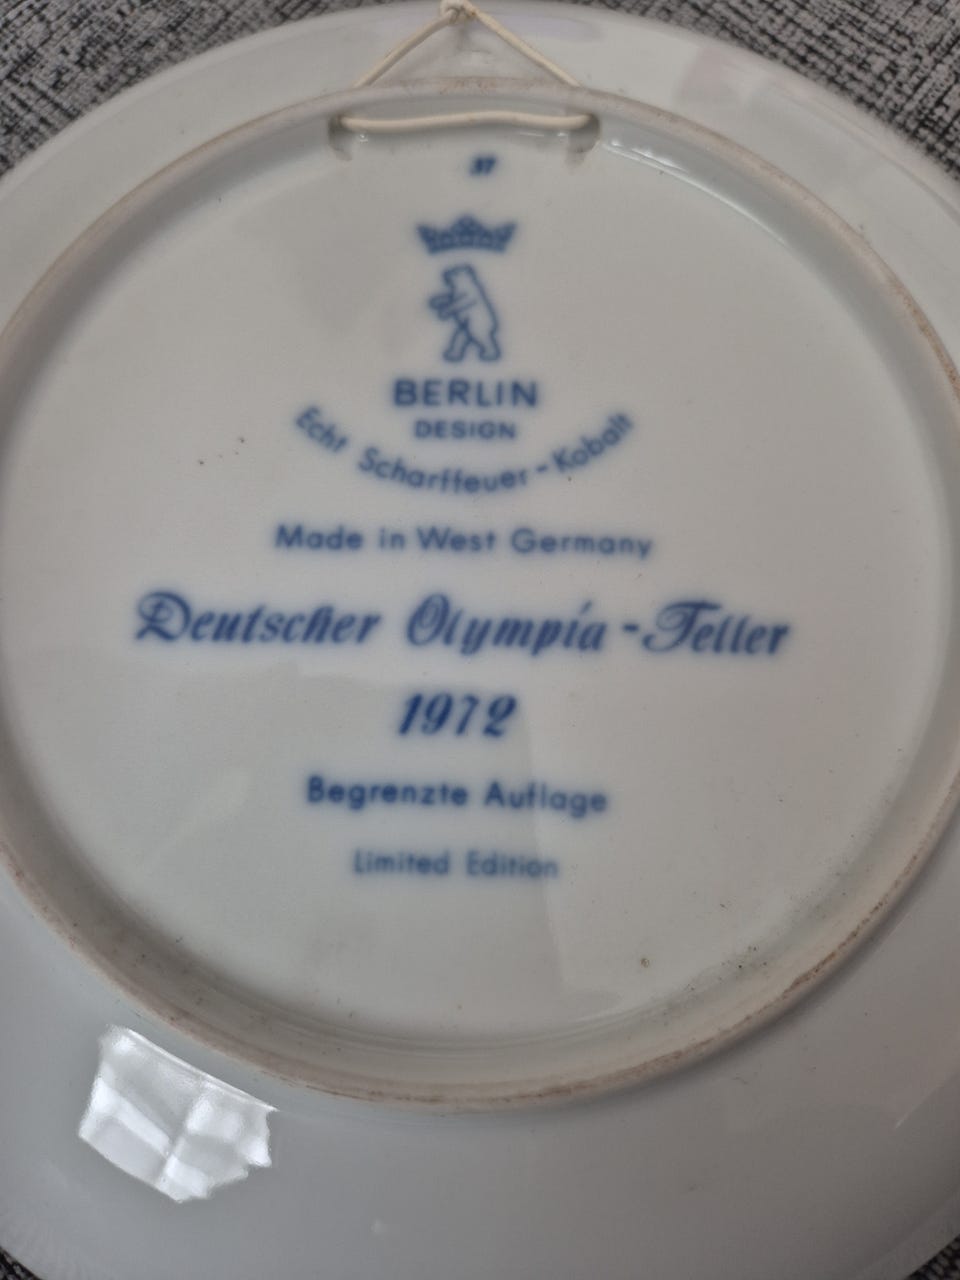 BERLIN
DESIGN
Echt Scharffeuer-Kobalt
Made in West Germany
Deutscher Olympia-Teller
1972
Begrenzte Auflage
Limited Edition